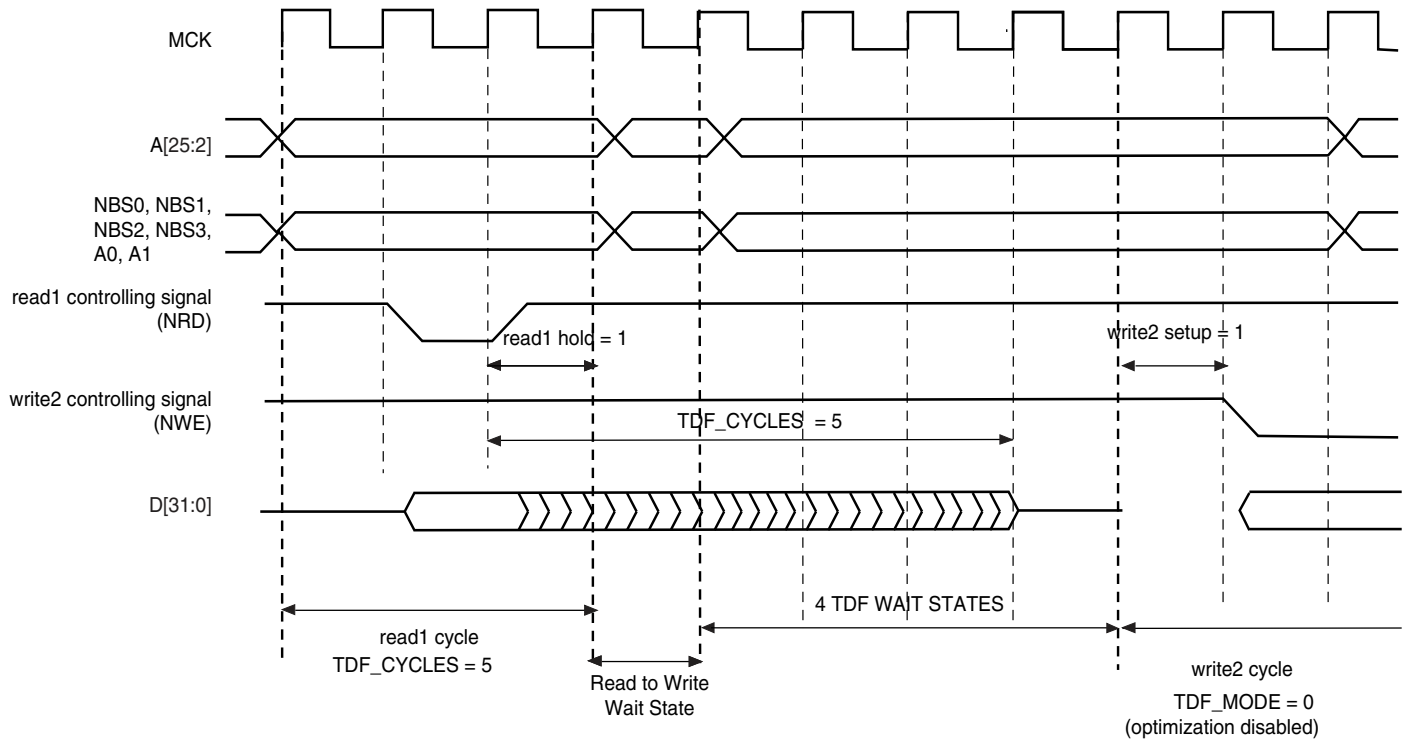 MCK
A[25:2]
NBS0, NBS1,
NBS2, NBS3,
A0, A1
read1 controlling signal
(NRD)
read1 hold = 1
write2 setup = 1
write2 controlling signal
(NWE)
TDF_CYCLES = 5
D[31:0]
4 TDF WAIT STATES
read1 cycle
TDF_CYCLES = 5
Read to Write
Wait State
write2 cycle
TDF_MODE = 0
(optimization disabled)